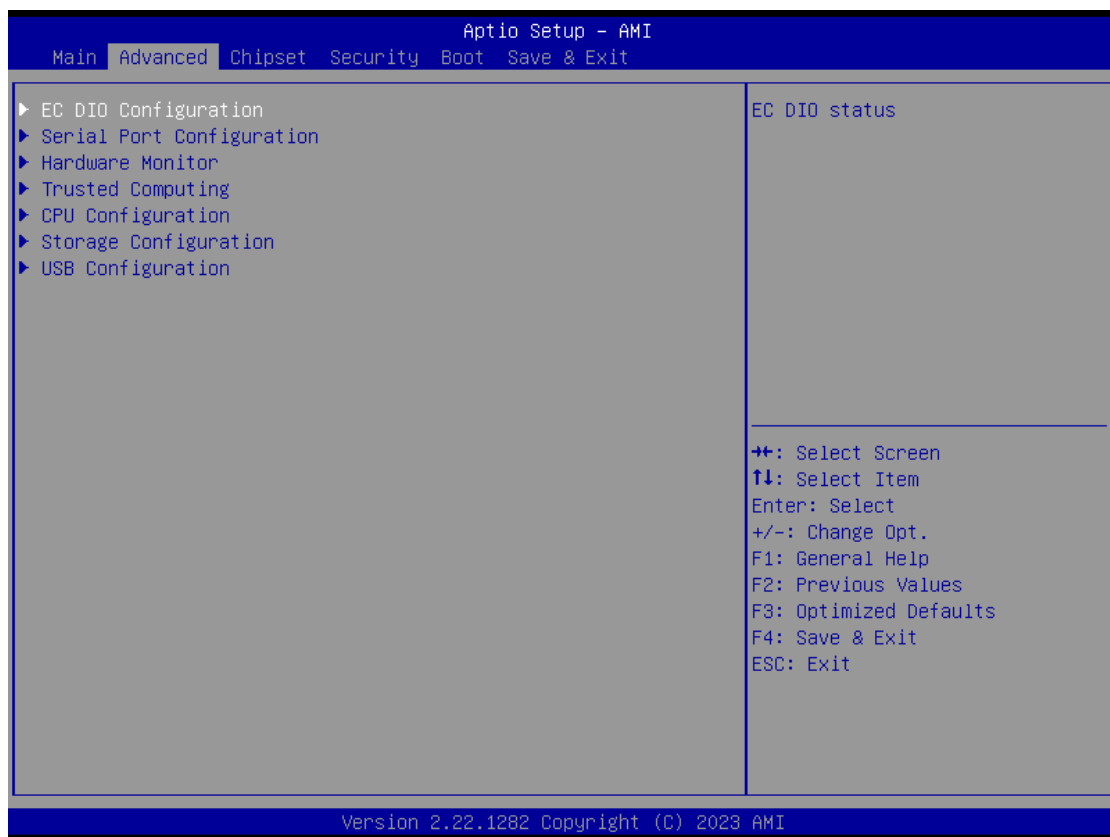 Aptio Setup – AMI
Main Advanced Chipset Security Boot Save & Exit
▶ EC DIO Configuration
▶ Serial Port Configuration
▶ Hardware Monitor
▶ Trusted Computing
▶ CPU Configuration
▶ Storage Configuration
▶ USB Configuration
EC DIO status
→←: Select Screen
↑↓: Select Item
Enter: Select
+/-: Change Opt.
F1: General Help
F2: Previous Values
F3: Optimized Defaults
F4: Save & Exit
ESC: Exit
Version 2.22.1282 Copyright (C) 2023 AMI